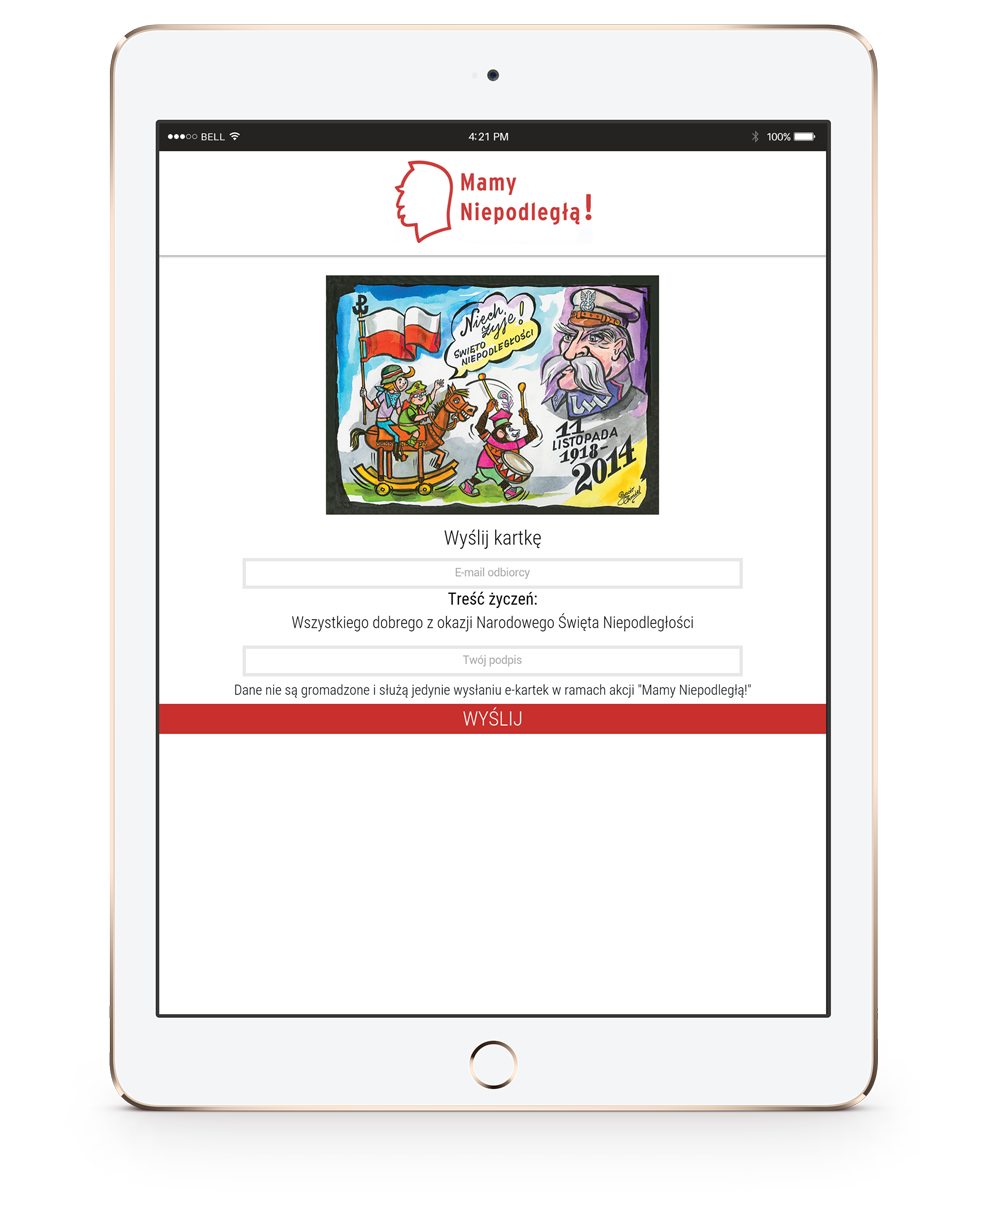 BELL
4:21 PM
100%
Mamy
Niepodległą!
Niech
żyje!
ŚWIĘTO
NIEPODLEGŁOŚCI
11
LISTOPADA
1918-
2014
Wyślij kartkę
E-mail odbiorcy
Treść życzeń:
Wszystkiego dobrego z okazji Narodowego Święta Niepodległości
Twój podpis
Dane nie są gromadzone i służą jedynie wysłaniu e-kartek w ramach akcji "Mamy Niepodległą!"
WYŚLIJ